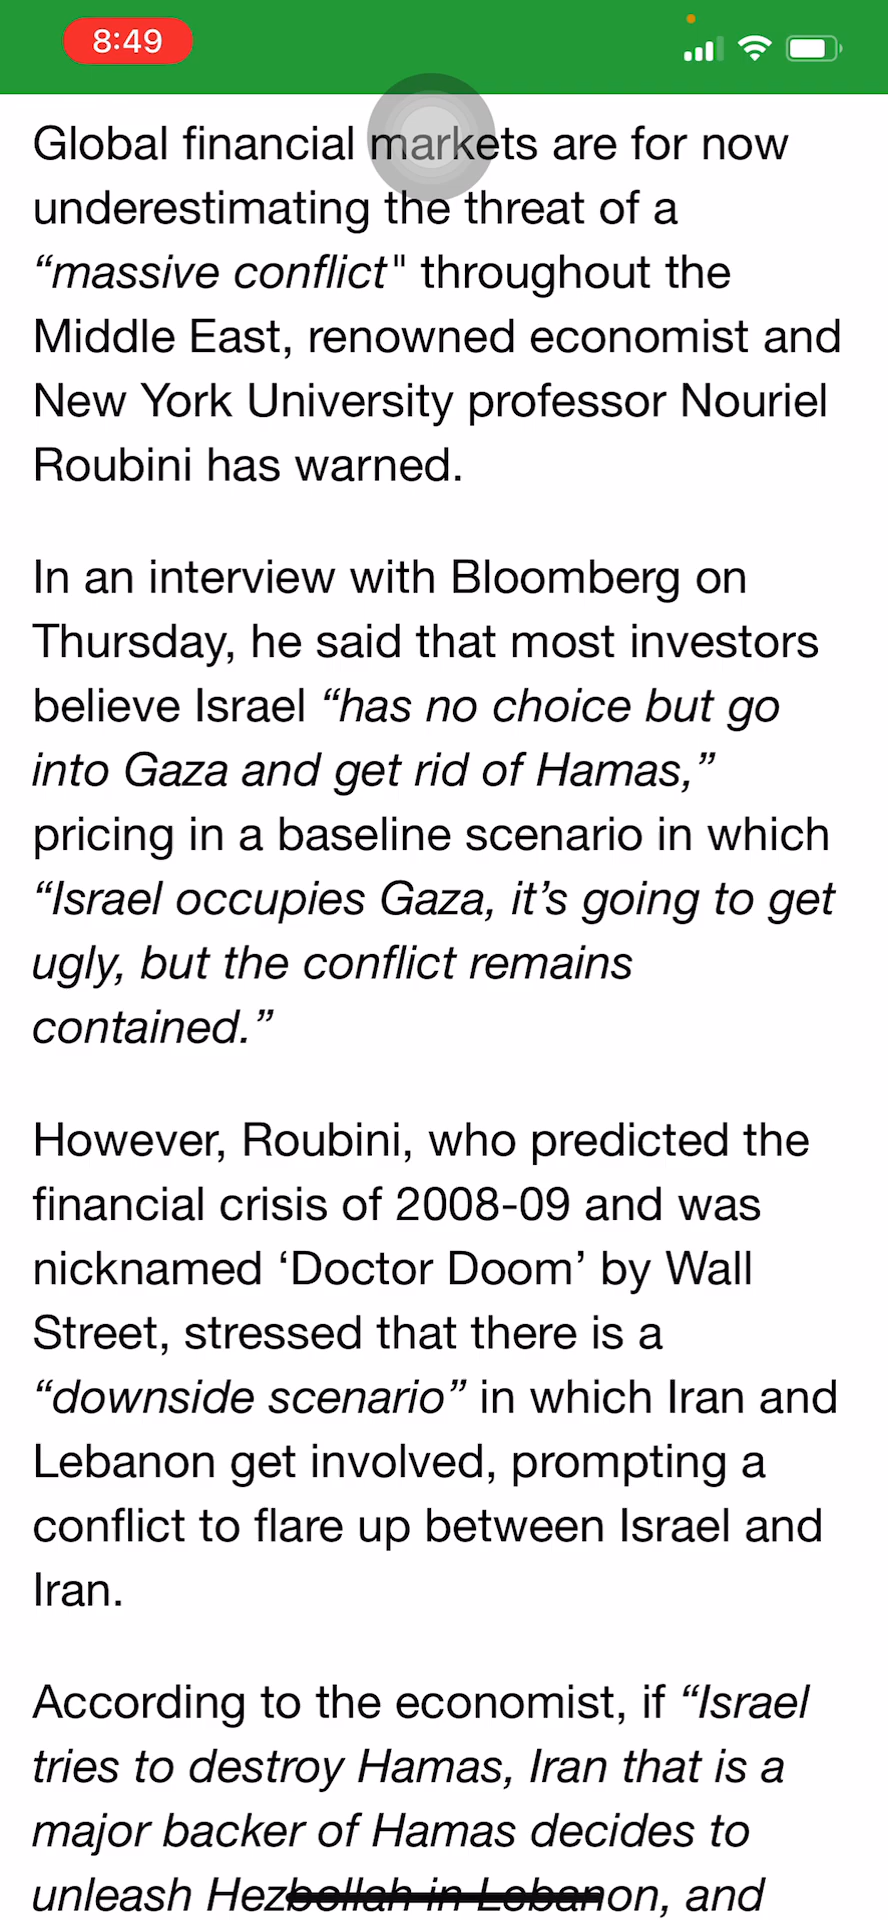 8:49
Global financial markets are for now
underestimating the threat of a
“massive conflict" throughout the
Middle East, renowned economist and
New York University professor Nouriel
Roubini has warned.
In an interview with Bloomberg on
Thursday, he said that most investors
believe Israel “has no choice but go
into Gaza and get rid of Hamas,”
pricing in a baseline scenario in which
“Israel occupies Gaza, it’s going to get
ugly, but the conflict remains
contained.”
However, Roubini, who predicted the
financial crisis of 2008-09 and was
nicknamed ‘Doctor Doom’ by Wall
Street, stressed that there is a
“downside scenario” in which Iran and
Lebanon get involved, prompting a
conflict to flare up between Israel and
Iran.
According to the economist, if “Israel
tries to destroy Hamas, Iran that is a
major backer of Hamas decides to
unleash Hezbollah in Lebanon, and